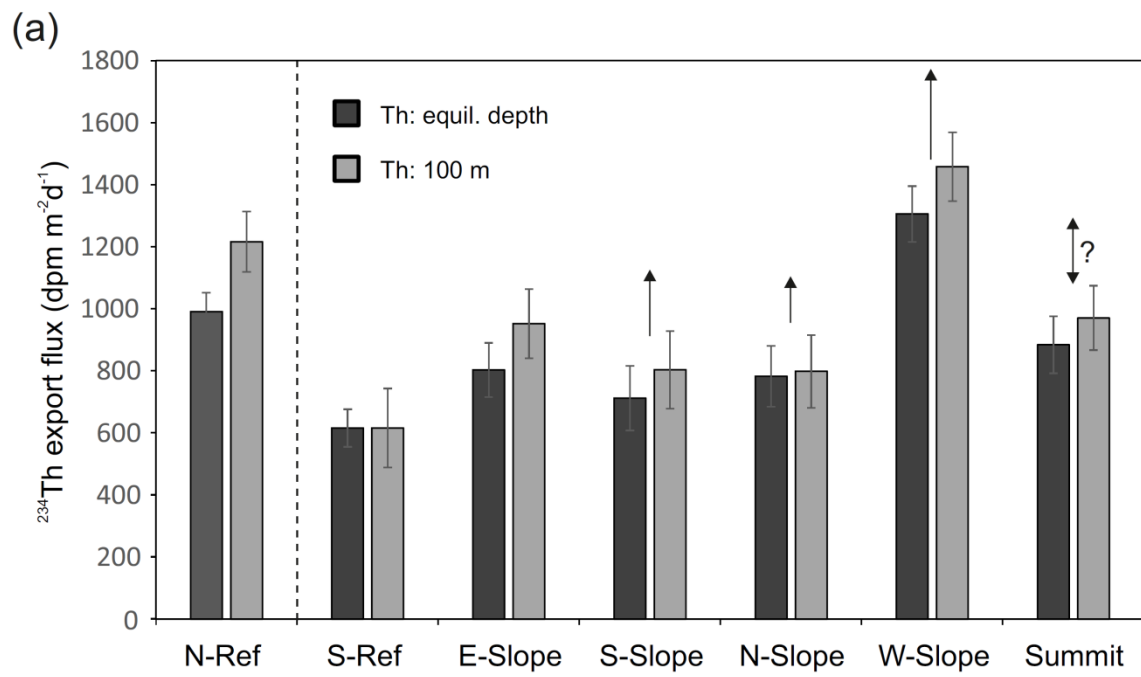 (a)
1800
1600
1400
1200
1000
800
600
400
200
0
²³⁴Th export flux (dpm m⁻²d⁻¹)
Th: equil. depth
Th: 100 m
?
N-Ref S-Ref E-Slope S-Slope N-Slope W-Slope Summit